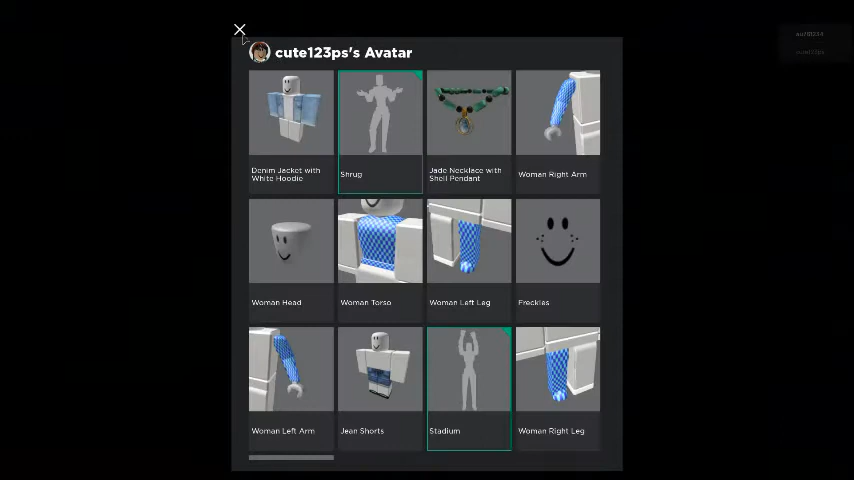 cute123ps's Avatar
Denim Jacket with
White Hoodie
Shrug
Jade Necklace with
Shell Pendant
Woman Right Arm
Woman Head
Woman Torso
Woman Left Leg
Freckles
Woman Left Arm
Jean Shorts
Stadium
Woman Right Leg
cute123ps